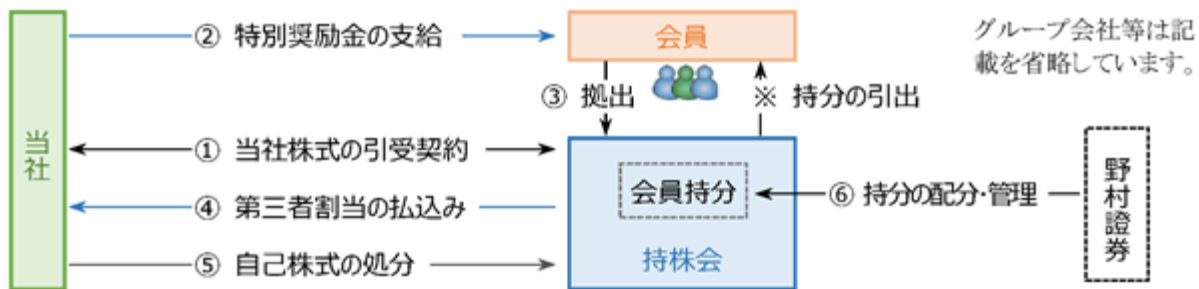 ② 特別奨励金の支給
会員
グループ会社等は記
載を省略しています。
③ 拠出
※ 持分の引出
当社
① 当社株式の引受契約
会員持分
⑥ 持分の配分・管理
野村證券
④ 第三者割当の払込み
⑤ 自己株式の処分
持株会